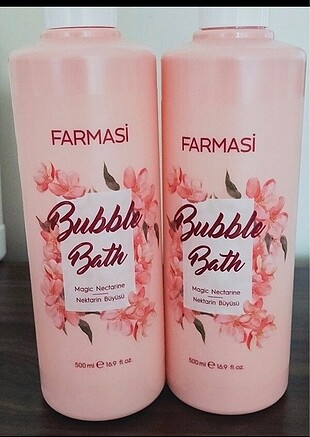 FARMASİ
Bubble
Bath
Magic Nectarine
Nektarin Büyüsü
500 ml ℮ 16.9 fl. oz.
FARMASİ
Bubble
Bath
Magic Nectarine
Nektarin Büyüsü
500 ml ℮ 16.9 fl. oz.